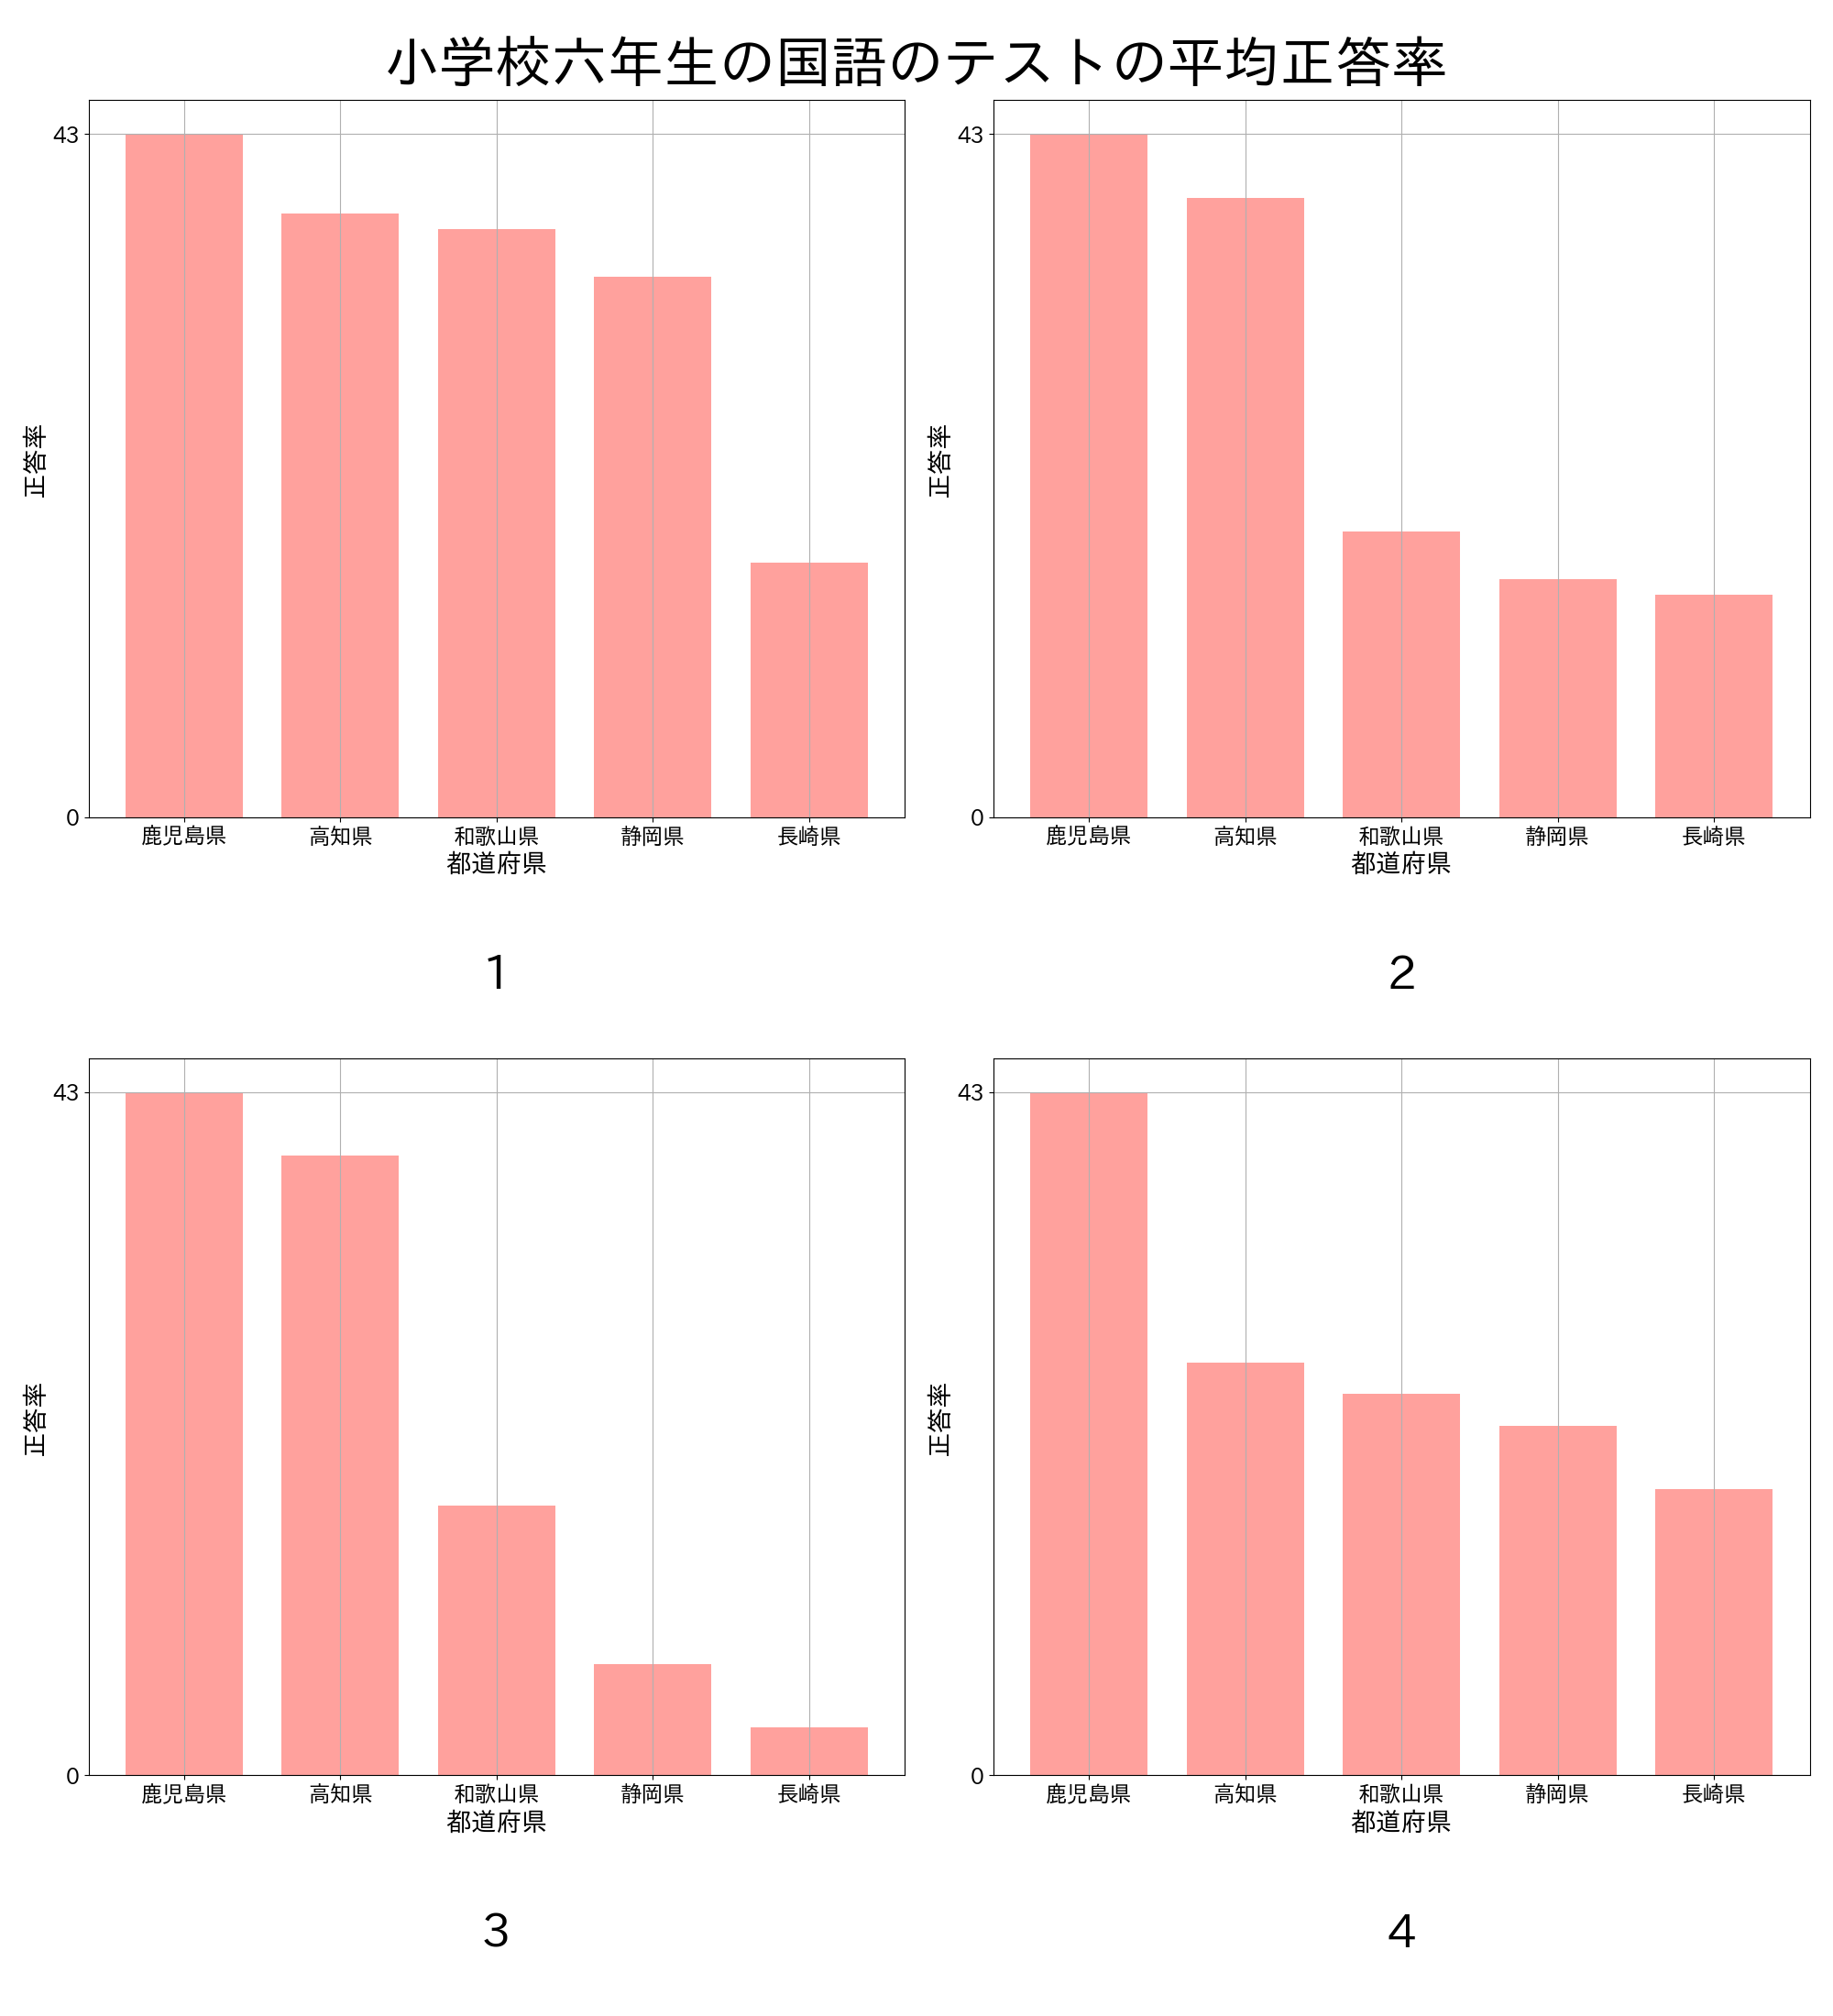 小学校六年生の国語のテストの平均正答率
43
0
正答率
鹿児島県 高知県 和歌山県 静岡県 長崎県
都道府県
1
43
0
正答率
鹿児島県 高知県 和歌山県 静岡県 長崎県
都道府県
2
43
0
正答率
鹿児島県 高知県 和歌山県 静岡県 長崎県
都道府県
3
43
0
正答率
鹿児島県 高知県 和歌山県 静岡県 長崎県
都道府県
4